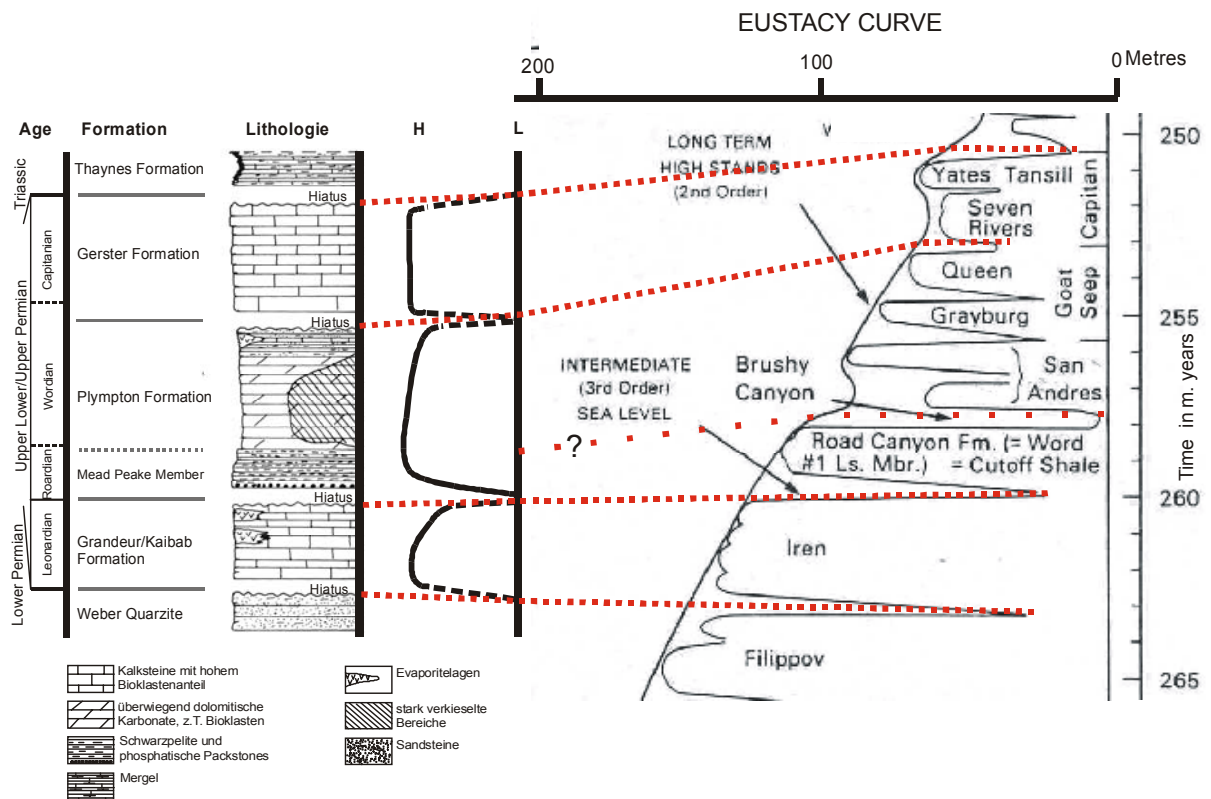 EUSTACY CURVE
200
100
0 Metres
Age
Formation
Lithologie
H
L
Triassic
Upper Lower/Upper Permian
Lower Permian
Capitanian
Wordian
Roardian
Leonardian
Thaynes Formation
Gerster Formation
Plympton Formation
Mead Peake Member
Grandeur/Kaibab
Formation
Weber Quarzite
Hiatus
Hiatus
Hiatus
Hiatus
?
LONG TERM
HIGH STANDS
(2nd Order)
INTERMEDIATE
(3rd Order)
SEA LEVEL
Yates Tansill
Seven
Rivers
Capitan
Queen
Grayburg
Goat
Seep
San
Andres
Brushy
Canyon
Road Canyon Fm. (= Word
#1 Ls. Mbr.) = Cutoff Shale
Iren
Filippov
250
255
260
265
Time in m. years
Kalksteine mit hohem
Bioklastenanteil
überwiegend dolomitische
Karbonate, z.T. Bioklasten
Schwarzpelite und
phosphatische Packstones
Mergel
Evaporitelagen
stark verkieselte
Bereiche
Sandsteine